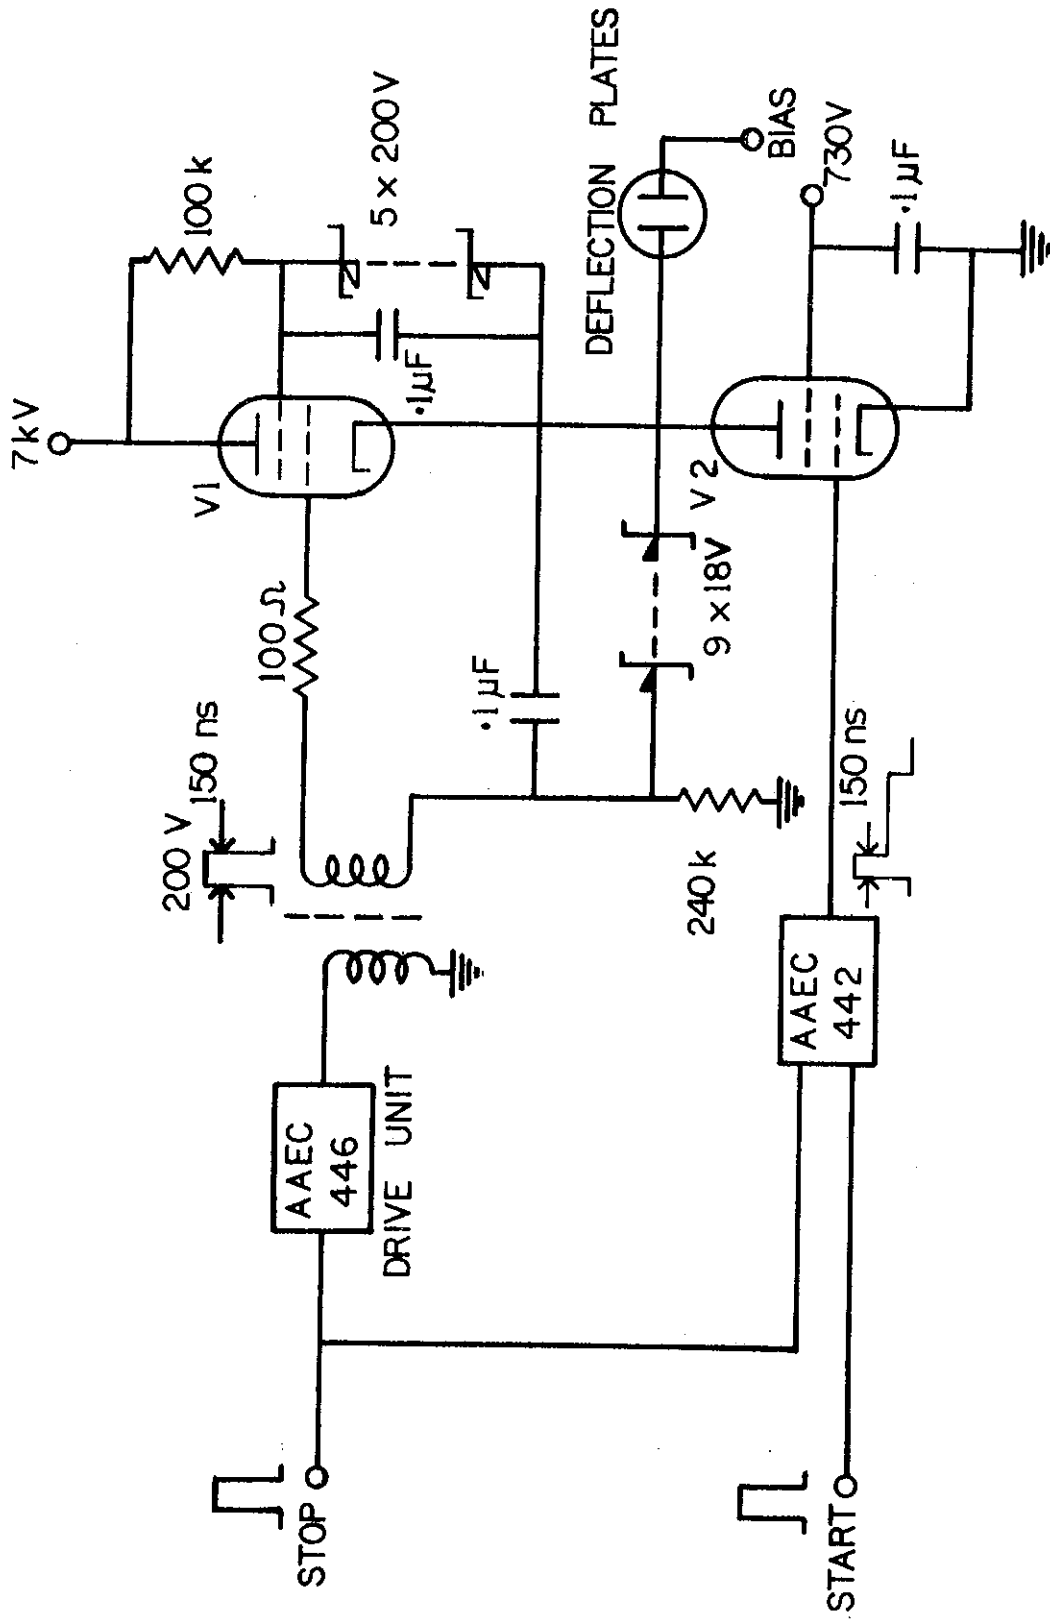 7kV
100k
5 × 200V
V1
.1µF
100Ω
200V
150 ns
.1µF
DEFLECTION PLATES
BIAS
9 × 18V
V2
730V
.1µF
240k
150 ns
AAEC
446
DRIVE UNIT
AAEC
442
STOP
START